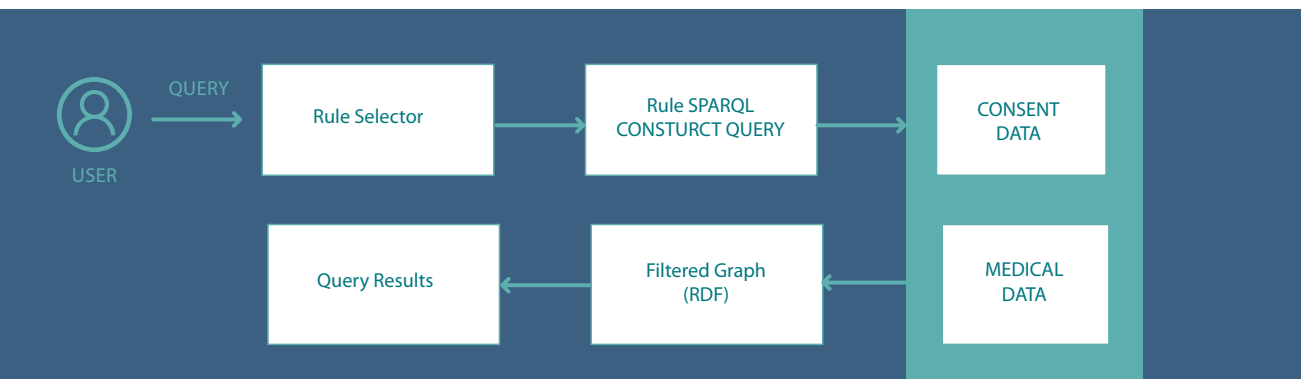 QUERY
USER
Rule Selector
Rule SPARQL
CONSTURCT QUERY
CONSENT
DATA
Query Results
Filtered Graph
(RDF)
MEDICAL
DATA